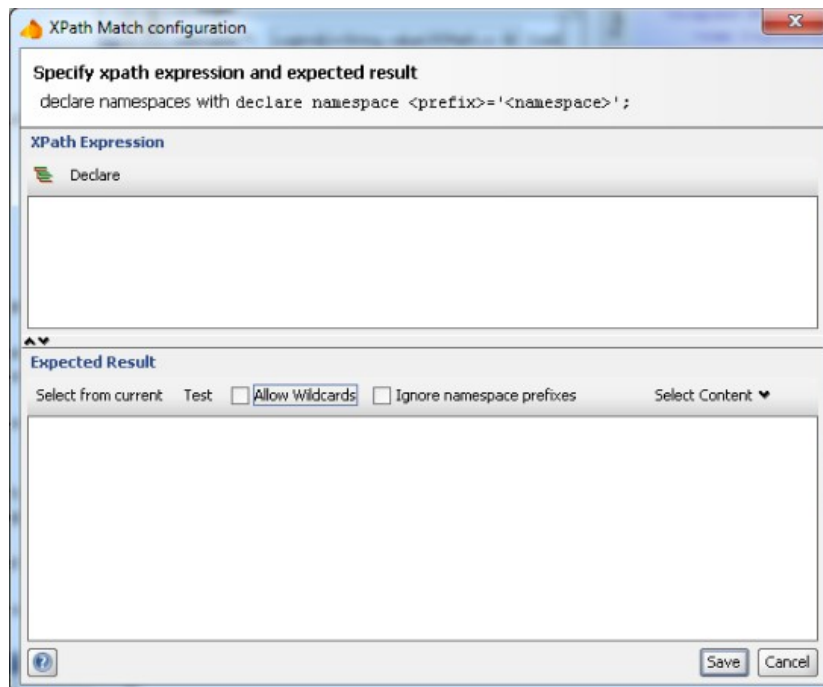 XPath Match configuration
Specify xpath expression and expected result
declare namespaces with declare namespace <prefix>='<namespace>';
XPath Expression
Declare
Expected Result
Select from current Test Allow Wildcards Ignore namespace prefixes Select Content
Save Cancel